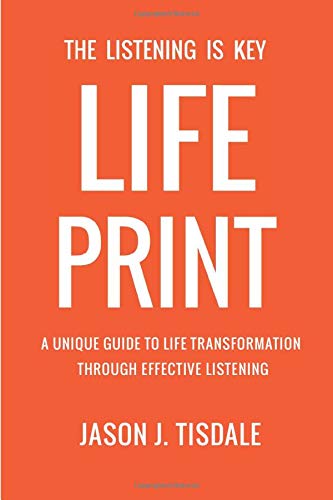 THE LISTENING IS KEY
LIFE
PRINT
A UNIQUE GUIDE TO LIFE TRANSFORMATION
THROUGH EFFECTIVE LISTENING
JASON J. TISDALE